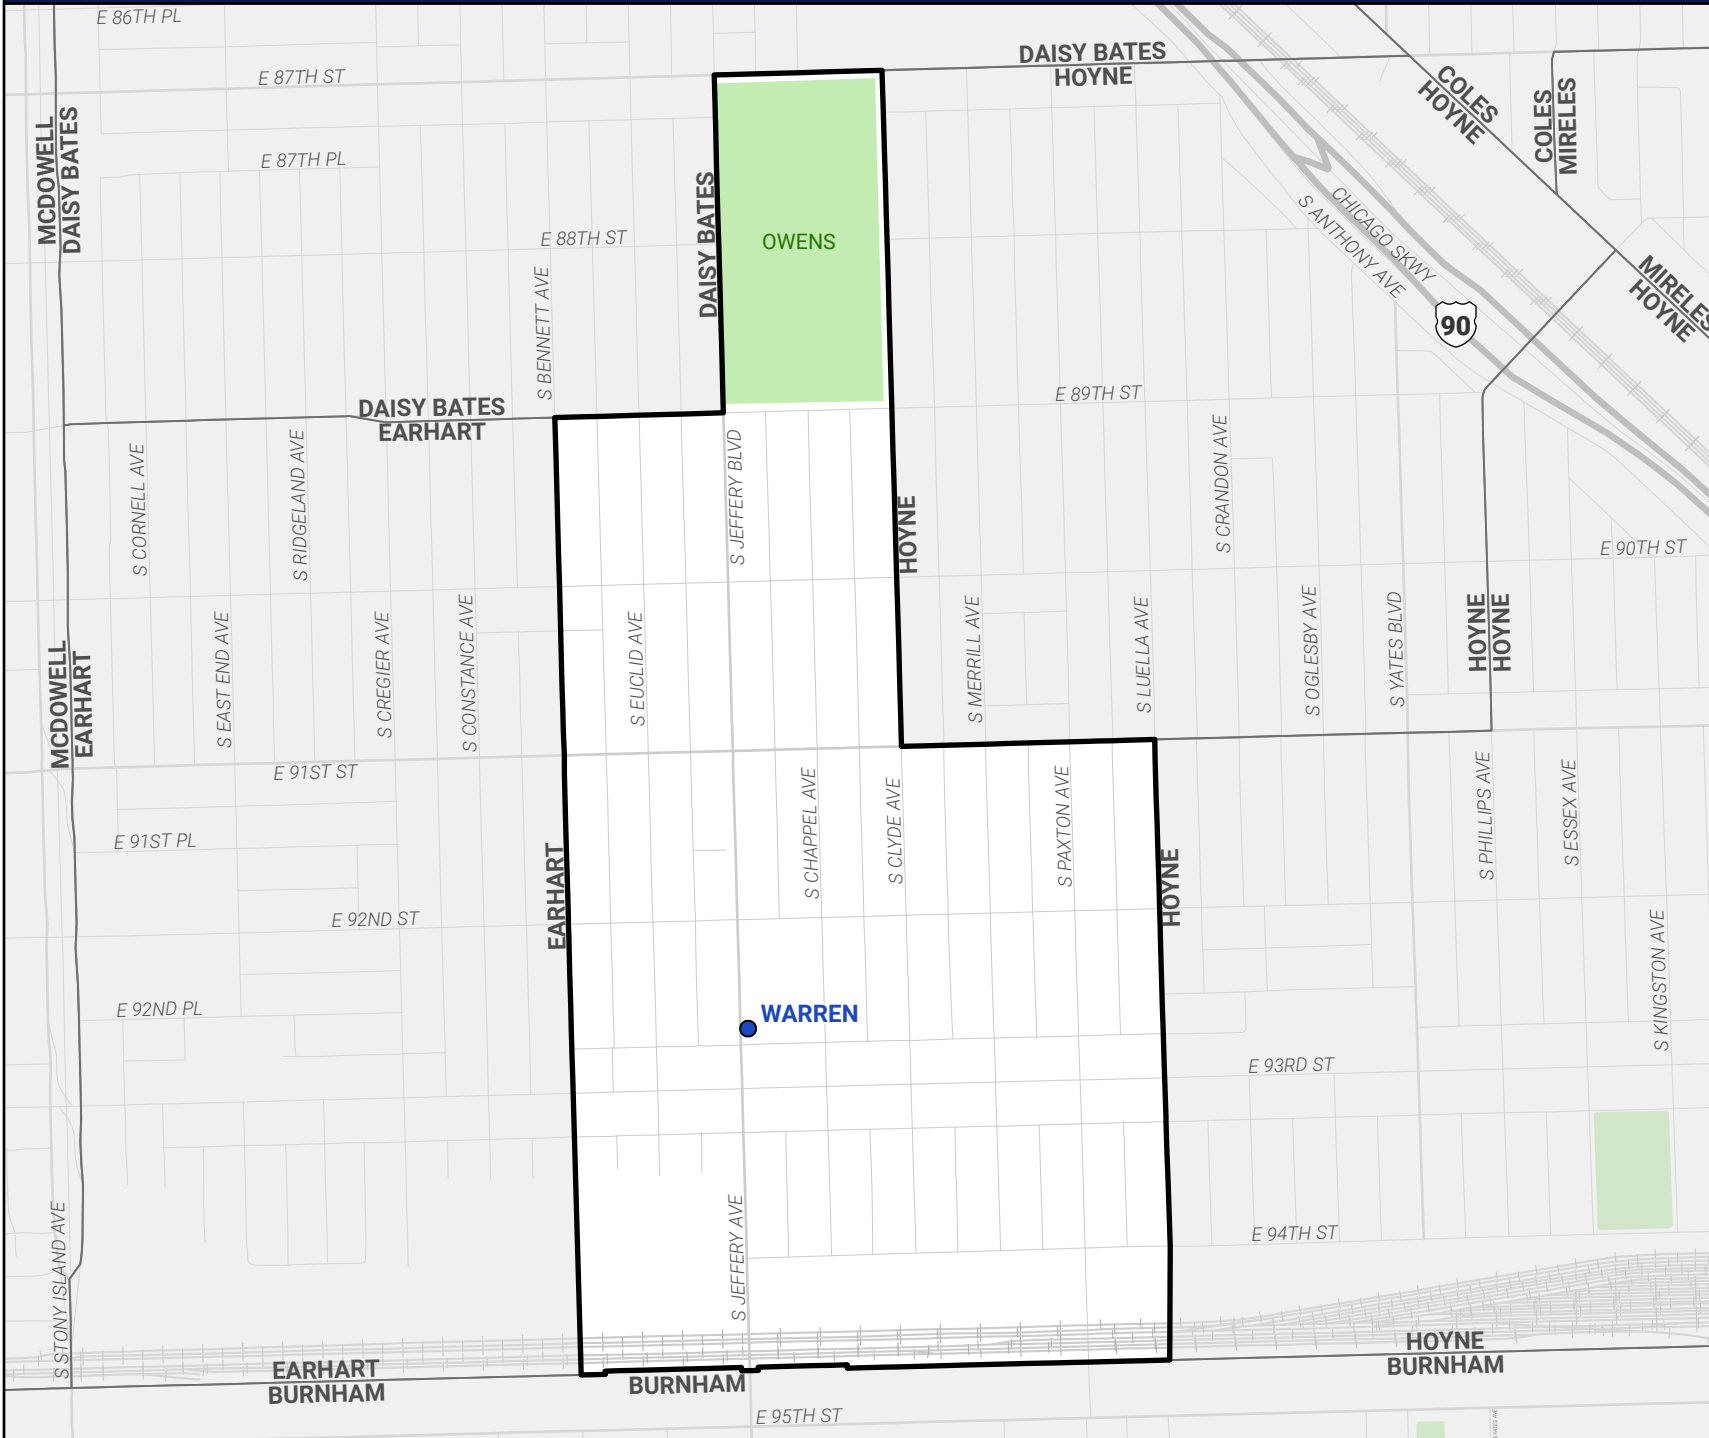 E 86TH PL
DAISY BATES
HOYNE
E 87TH ST
COLES
HOYNE
COLES
MIRELES
MCDOWELL
DAISY BATES
E 87TH PL
DAISY BATES
OWENS
CHICAGO SKWY
S ANTHONY AVE
E 88TH ST
S BENNETT AVE
MIRELES
HOYNE
90
DAISY BATES
EARHART
E 89TH ST
S CORNELL AVE
S RIDGELAND AVE
S JEFFERY BLVD
HOYNE
S CRANDON AVE
E 90TH ST
MCDOWELL
EARHART
S EAST END AVE
S CREGIER AVE
S CONSTANCE AVE
S EUCLID AVE
S MERRILL AVE
S LUELLA AVE
S OGLESBY AVE
S YATES BLVD
HOYNE
HOYNE
E 91ST ST
E 91ST PL
S CHAPPEL AVE
S CLYDE AVE
S PAXTON AVE
S PHILLIPS AVE
S ESSEX AVE
EARHART
HOYNE
E 92ND ST
S KINGSTON AVE
E 92ND PL
WARREN
E 93RD ST
S JEFFERY AVE
E 94TH ST
S STONY ISLAND AVE
EARHART
BURNHAM
BURNHAM
HOYNE
BURNHAM
E 95TH ST